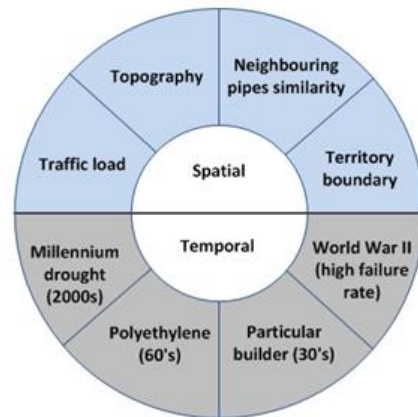 Topography
Neighbouring
pipes similarity
Traffic load
Spatial
Territory
boundary
Millennium
drought
(2000s)
Temporal
World War II
(high failure
rate)
Polyethylene
(60's)
Particular
builder (30's)